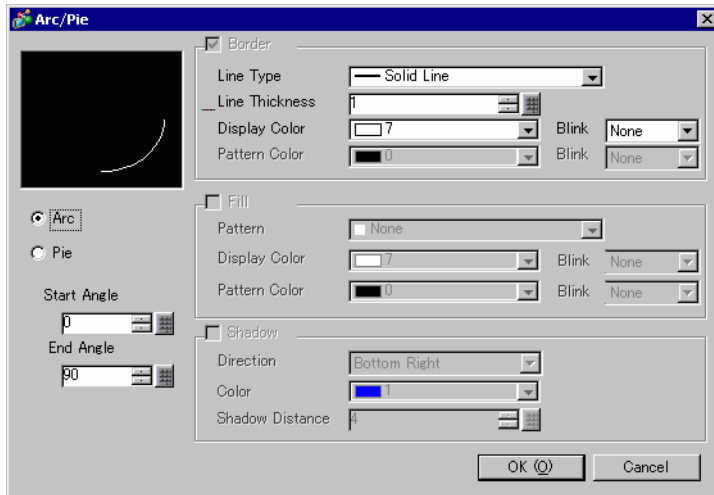 Arc/Pie
Border
Line Type
Solid Line
Line Thickness
1
Display Color
7
Blink
None
Pattern Color
0
Blink
None
Arc
Pie
Start Angle
0
End Angle
90
Fill
Pattern
None
Display Color
7
Blink
None
Pattern Color
0
Blink
None
Shadow
Direction
Bottom Right
Color
1
Shadow Distance
4
OK (O)
Cancel